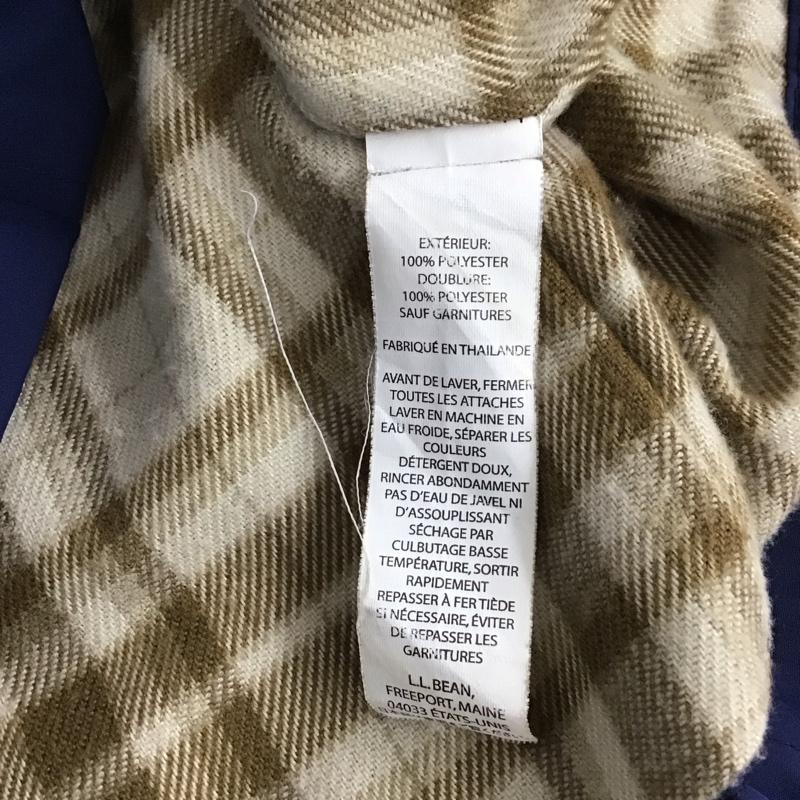 EXTÉRIEUR:
100% POLYESTER
DOUBLURE:
100% POLYESTER
SAUF GARNITURES
FABRIQUÉ EN THAILANDE
AVANT DE LAVER, FERMER
TOUTES LES ATTACHES
LAVER EN MACHINE EN
EAU FROIDE, SÉPARER LES
COULEURS
DÉTERGENT DOUX,
RINCER ABONDAMMENT
PAS D'EAU DE JAVEL NI
D'ASSOUPLISSANT
SÉCHAGE PAR
CULBUTAGE BASSE
TEMPÉRATURE, SORTIR
RAPIDEMENT
REPASSER À FER TIÈDE
SI NÉCESSAIRE, ÉVITER
DE REPASSER LES
GARNITURES
L.L.BEAN,
FREEPORT, MAINE
04033 ÉTATS-UNIS